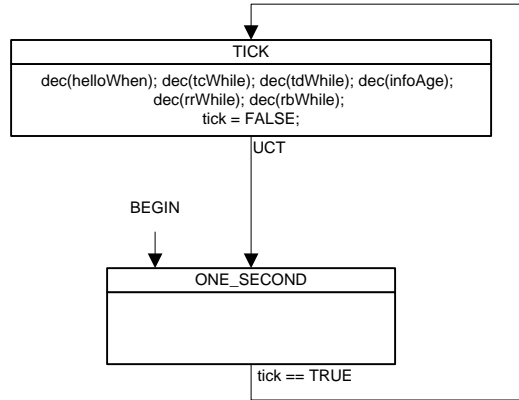 TICK
dec(helloWhen); dec(tcWhile); dec(tdWhile); dec(infoAge);
dec(rrWhile); dec(rbWhile);
tick = FALSE;
UCT
BEGIN
ONE_SECOND
tick == TRUE